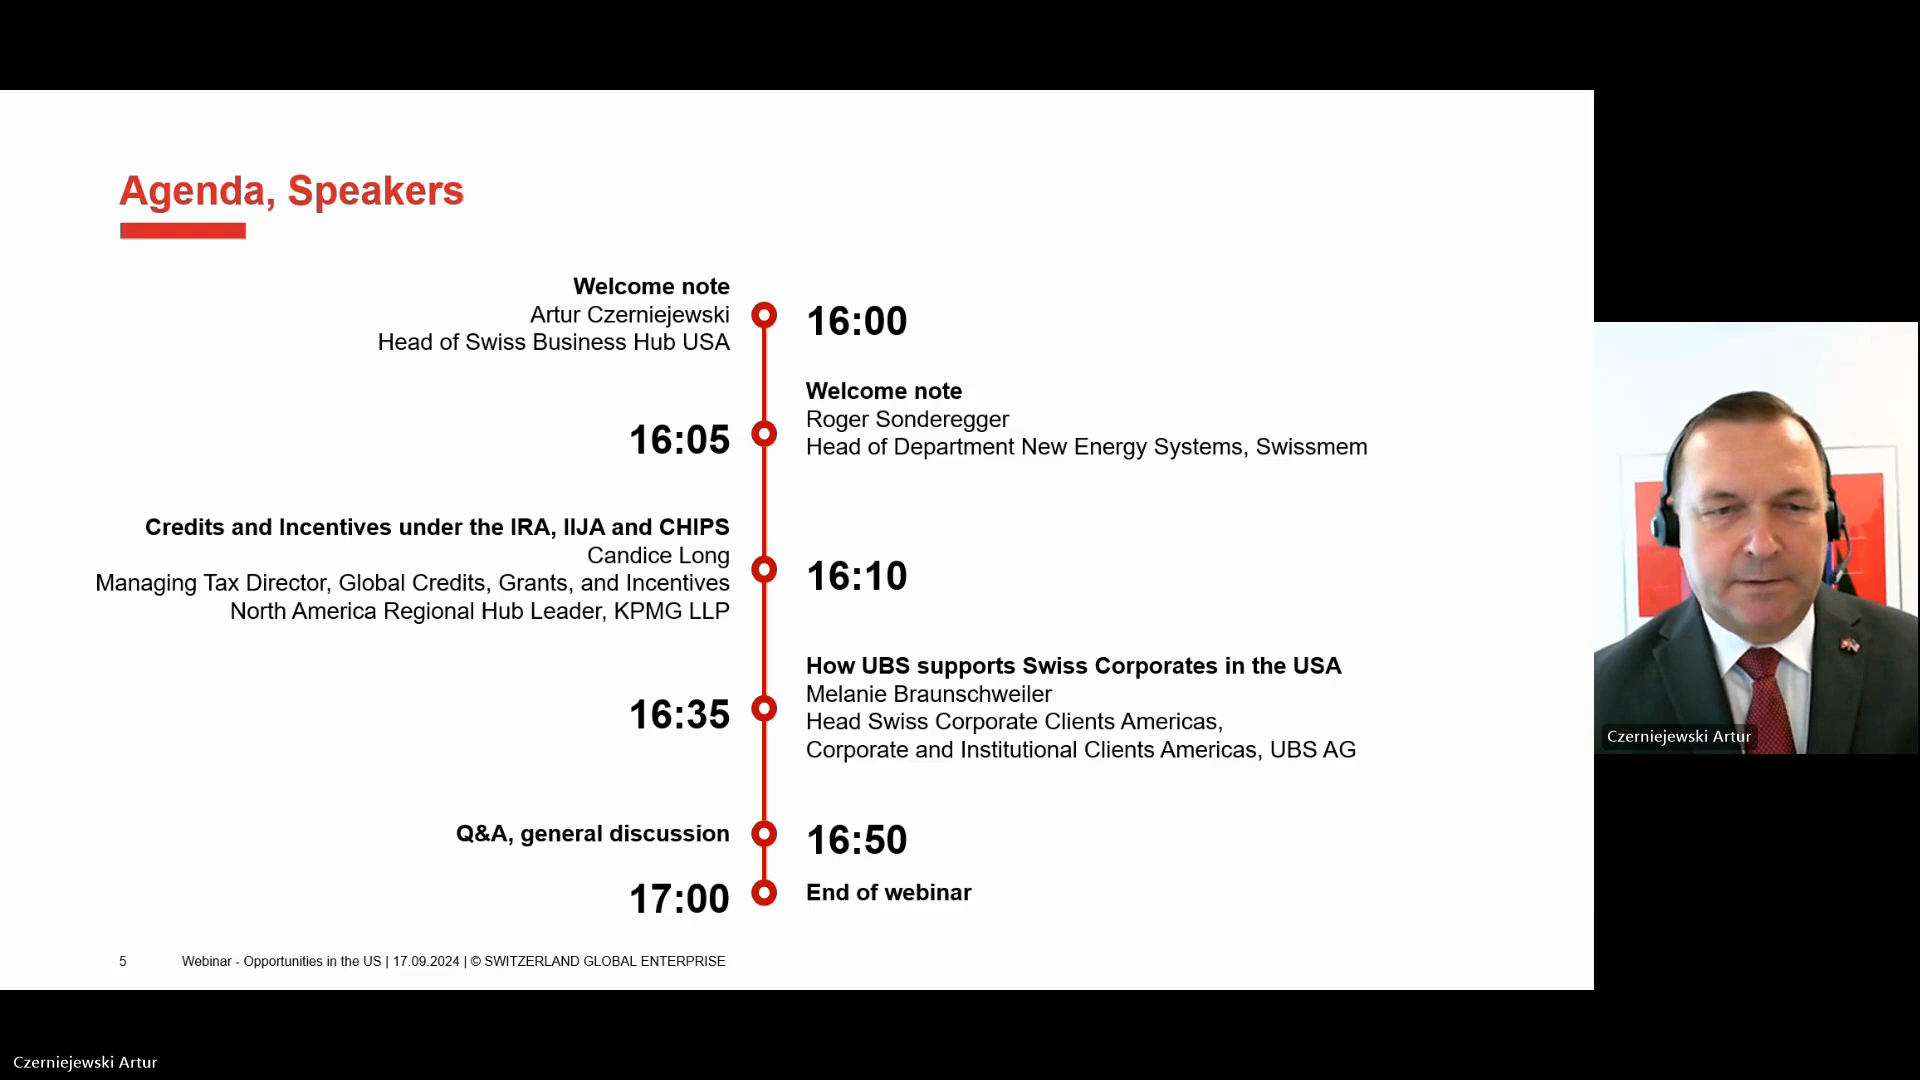 Agenda, Speakers
Welcome note
Artur Czerniejewski
Head of Swiss Business Hub USA
16:00
Welcome note
Roger Sonderegger
Head of Department New Energy Systems, Swissmem
16:05
Credits and Incentives under the IRA, IIJA and CHIPS
Candice Long
Managing Tax Director, Global Credits, Grants, and Incentives
North America Regional Hub Leader, KPMG LLP
16:10
How UBS supports Swiss Corporates in the USA
Melanie Braunschweiler
Head Swiss Corporate Clients Americas,
Corporate and Institutional Clients Americas, UBS AG
16:35
Q&A, general discussion
16:50
17:00
End of webinar
5 Webinar - Opportunities in the US | 17.09.2024 | © SWITZERLAND GLOBAL ENTERPRISE
Czerniejewski Artur
Czerniejewski Artur